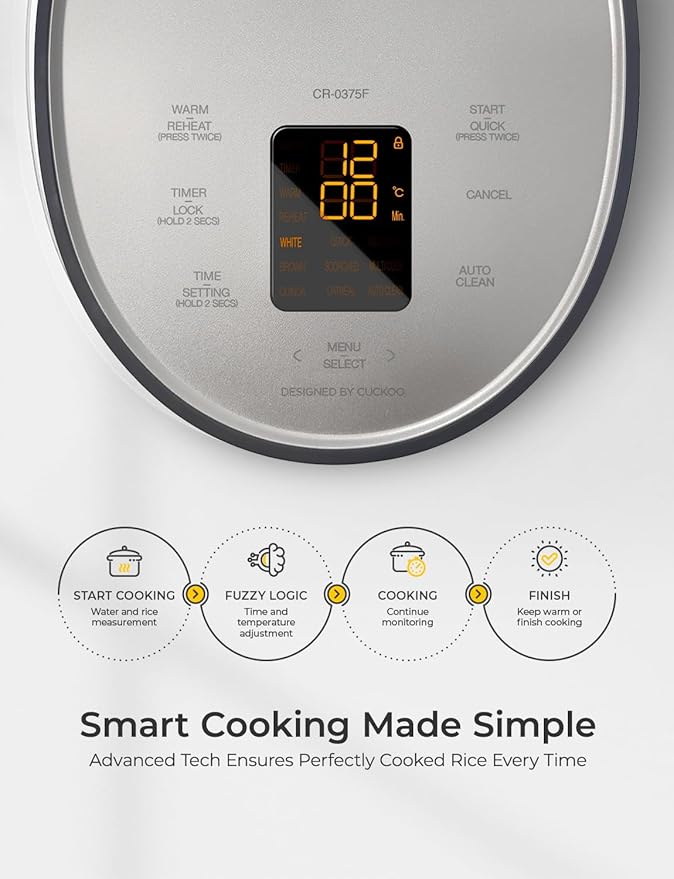 CR-0375F
WARM
REHEAT
(PRESS TWICE)
TIMER
LOCK
(HOLD 2 SECS)
TIME
SETTING
(HOLD 2 SECS)
12
00
°C
Min.
TIMER
WARM
REHEAT
WHITE QUICK
BROWN SCORCHED MULTI COOK
QUINOA OATMEAL AUTO CLEAN
START
QUICK
(PRESS TWICE)
CANCEL
AUTO
CLEAN
< MENU >
SELECT
DESIGNED BY CUCKOO
START COOKING
Water and rice
measurement
FUZZY LOGIC
Time and
temperature
adjustment
COOKING
Continue
monitoring
FINISH
Keep warm or
finish cooking
Smart Cooking Made Simple
Advanced Tech Ensures Perfectly Cooked Rice Every Time